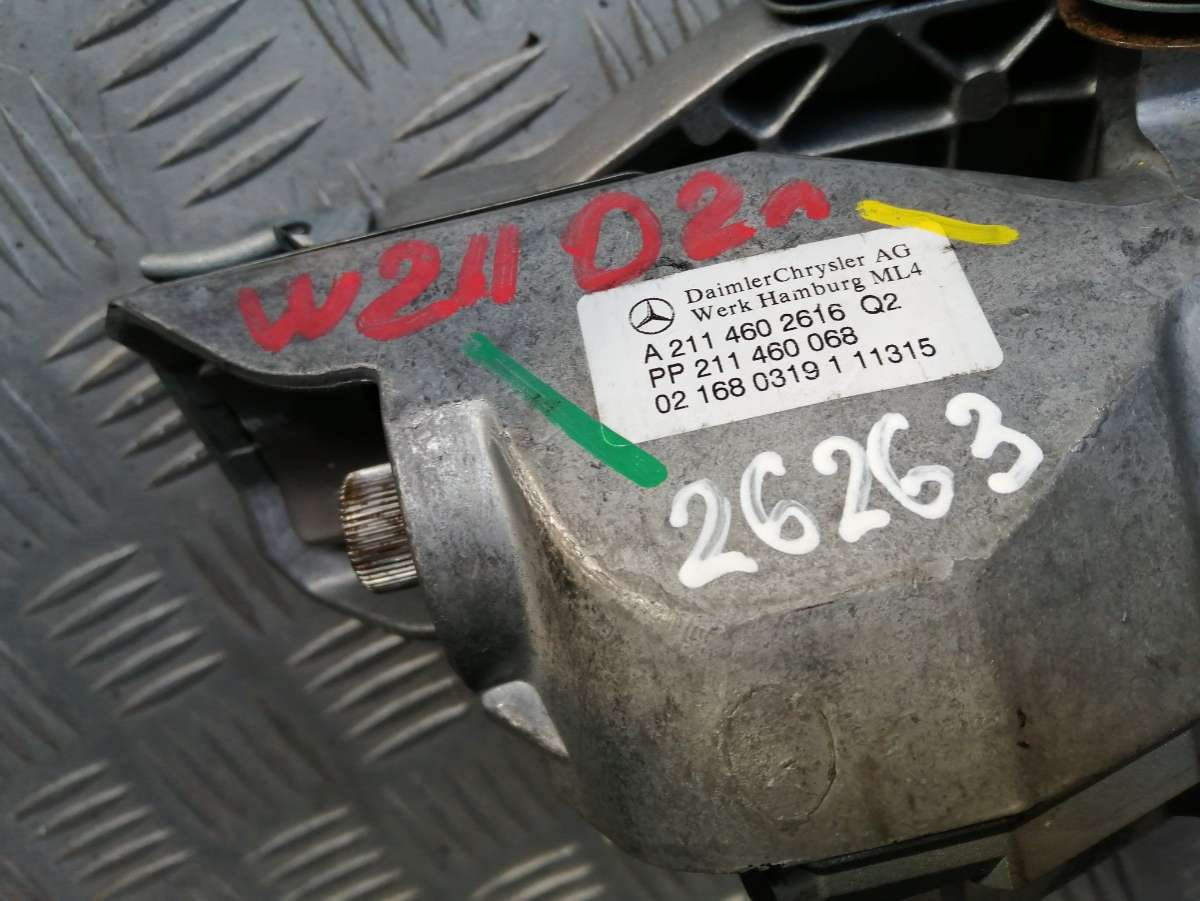 W211 02г
DaimlerChrysler AG
Werk Hamburg ML4
A 211 460 2616 Q2
PP 211 460 068
02 168 0319 1 11315
26263